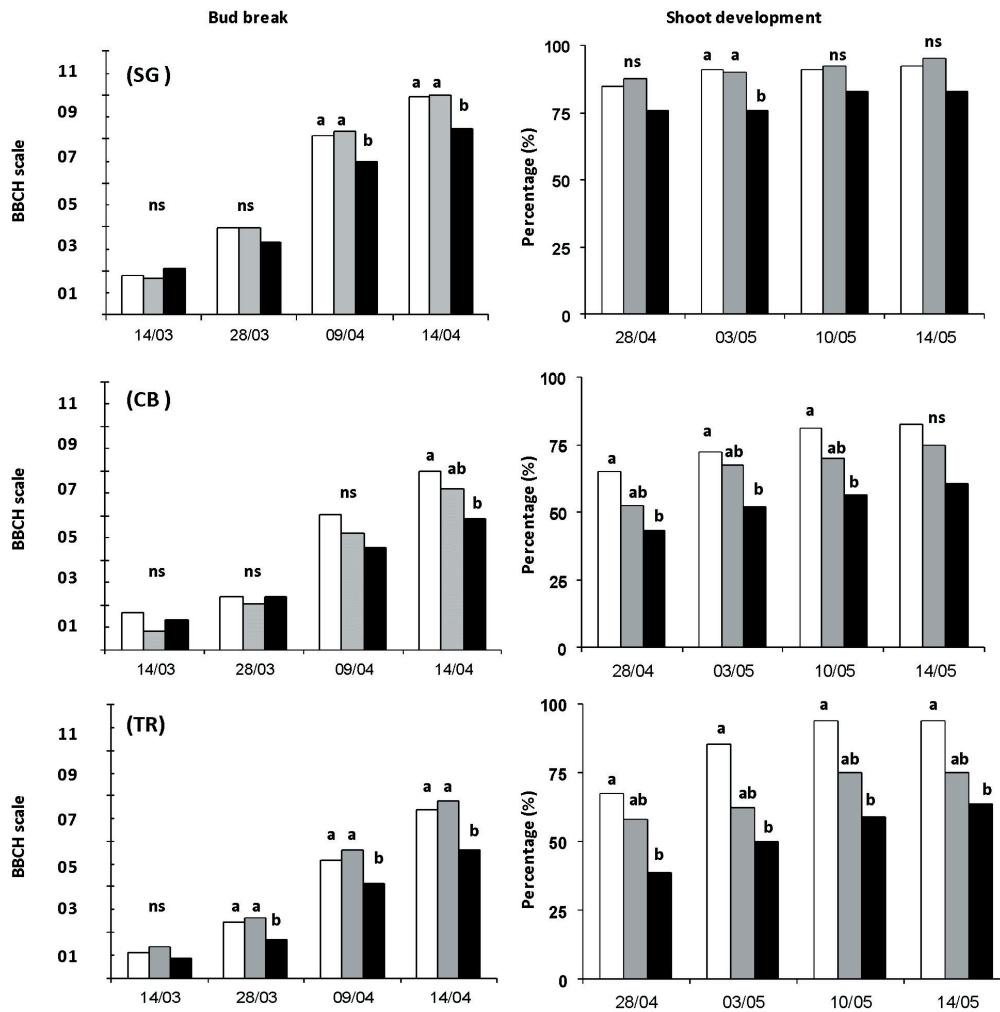 Bud break
Shoot development
(SG )
BBCH scale
11
09
07
05
03
01
ns
ns
a a b
a a b
14/03 28/03 09/04 14/04
Percentage (%)
100
75
50
25
0
ns
a a b
ns
ns
28/04 03/05 10/05 14/05
(CB )
BBCH scale
11
09
07
05
03
01
ns
ns
ns
a ab b
14/03 28/03 09/04 14/04
Percentage (%)
100
75
50
25
0
a ab b
a ab b
a ab b
ns
28/04 03/05 10/05 14/05
(TR)
BBCH scale
11
09
07
05
03
01
ns
a a b
a a b
a a b
14/03 28/03 09/04 14/04
Percentage (%)
100
75
50
25
0
a ab b
a ab b
a ab b
a ab b
28/04 03/05 10/05 14/05